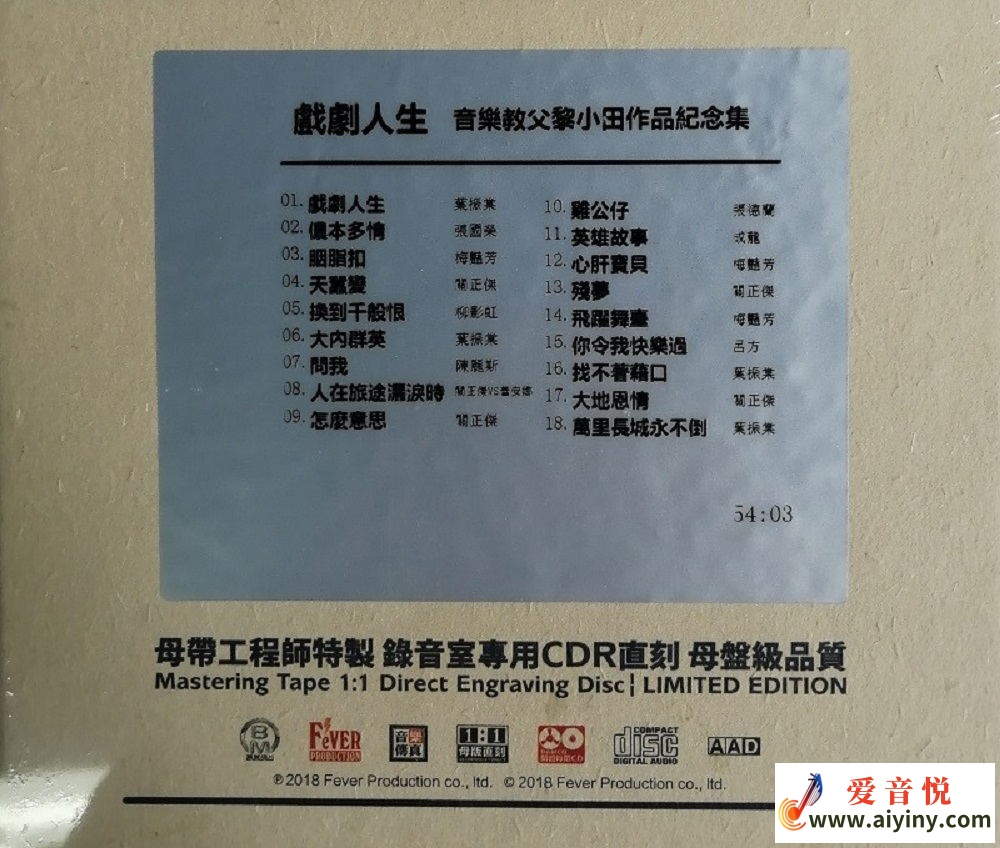 戲劇人生 音樂教父黎小田作品紀念集
01. 戲劇人生 葉振棠
02. 儂本多情 張國榮
03. 胭脂扣 梅艷芳
04. 天蠶變 關正傑
05. 換到千般恨 柳影虹
06. 大內群英 葉振棠
07. 問我 陳麗斯
08. 人在旅途灑淚時 關正傑VS雷安娜
09. 怎麼意思 關正傑
10. 雞公仔 張德蘭
11. 英雄故事 成龍
12. 心肝寶貝 梅艷芳
13. 殘夢 關正傑
14. 飛躍舞臺 梅艷芳
15. 你令我快樂過 呂方
16. 找不著藉口 葉振棠
17. 大地恩情 關正傑
18. 萬里長城永不倒 葉振棠
54:03
母帶工程師特製 錄音室專用CDR直刻 母盤級品質
Mastering Tape 1:1 Direct Engraving Disc¦LIMITED EDITION
BM
FEVER PRODUCTION
音樂傳真
1:1 母版直刻
COMPACT disc DIGITAL AUDIO
AAD
℗2018 Fever Production co., ltd. ©2018 Fever Production co., ltd.
爱音悦
www.aiyiny.com